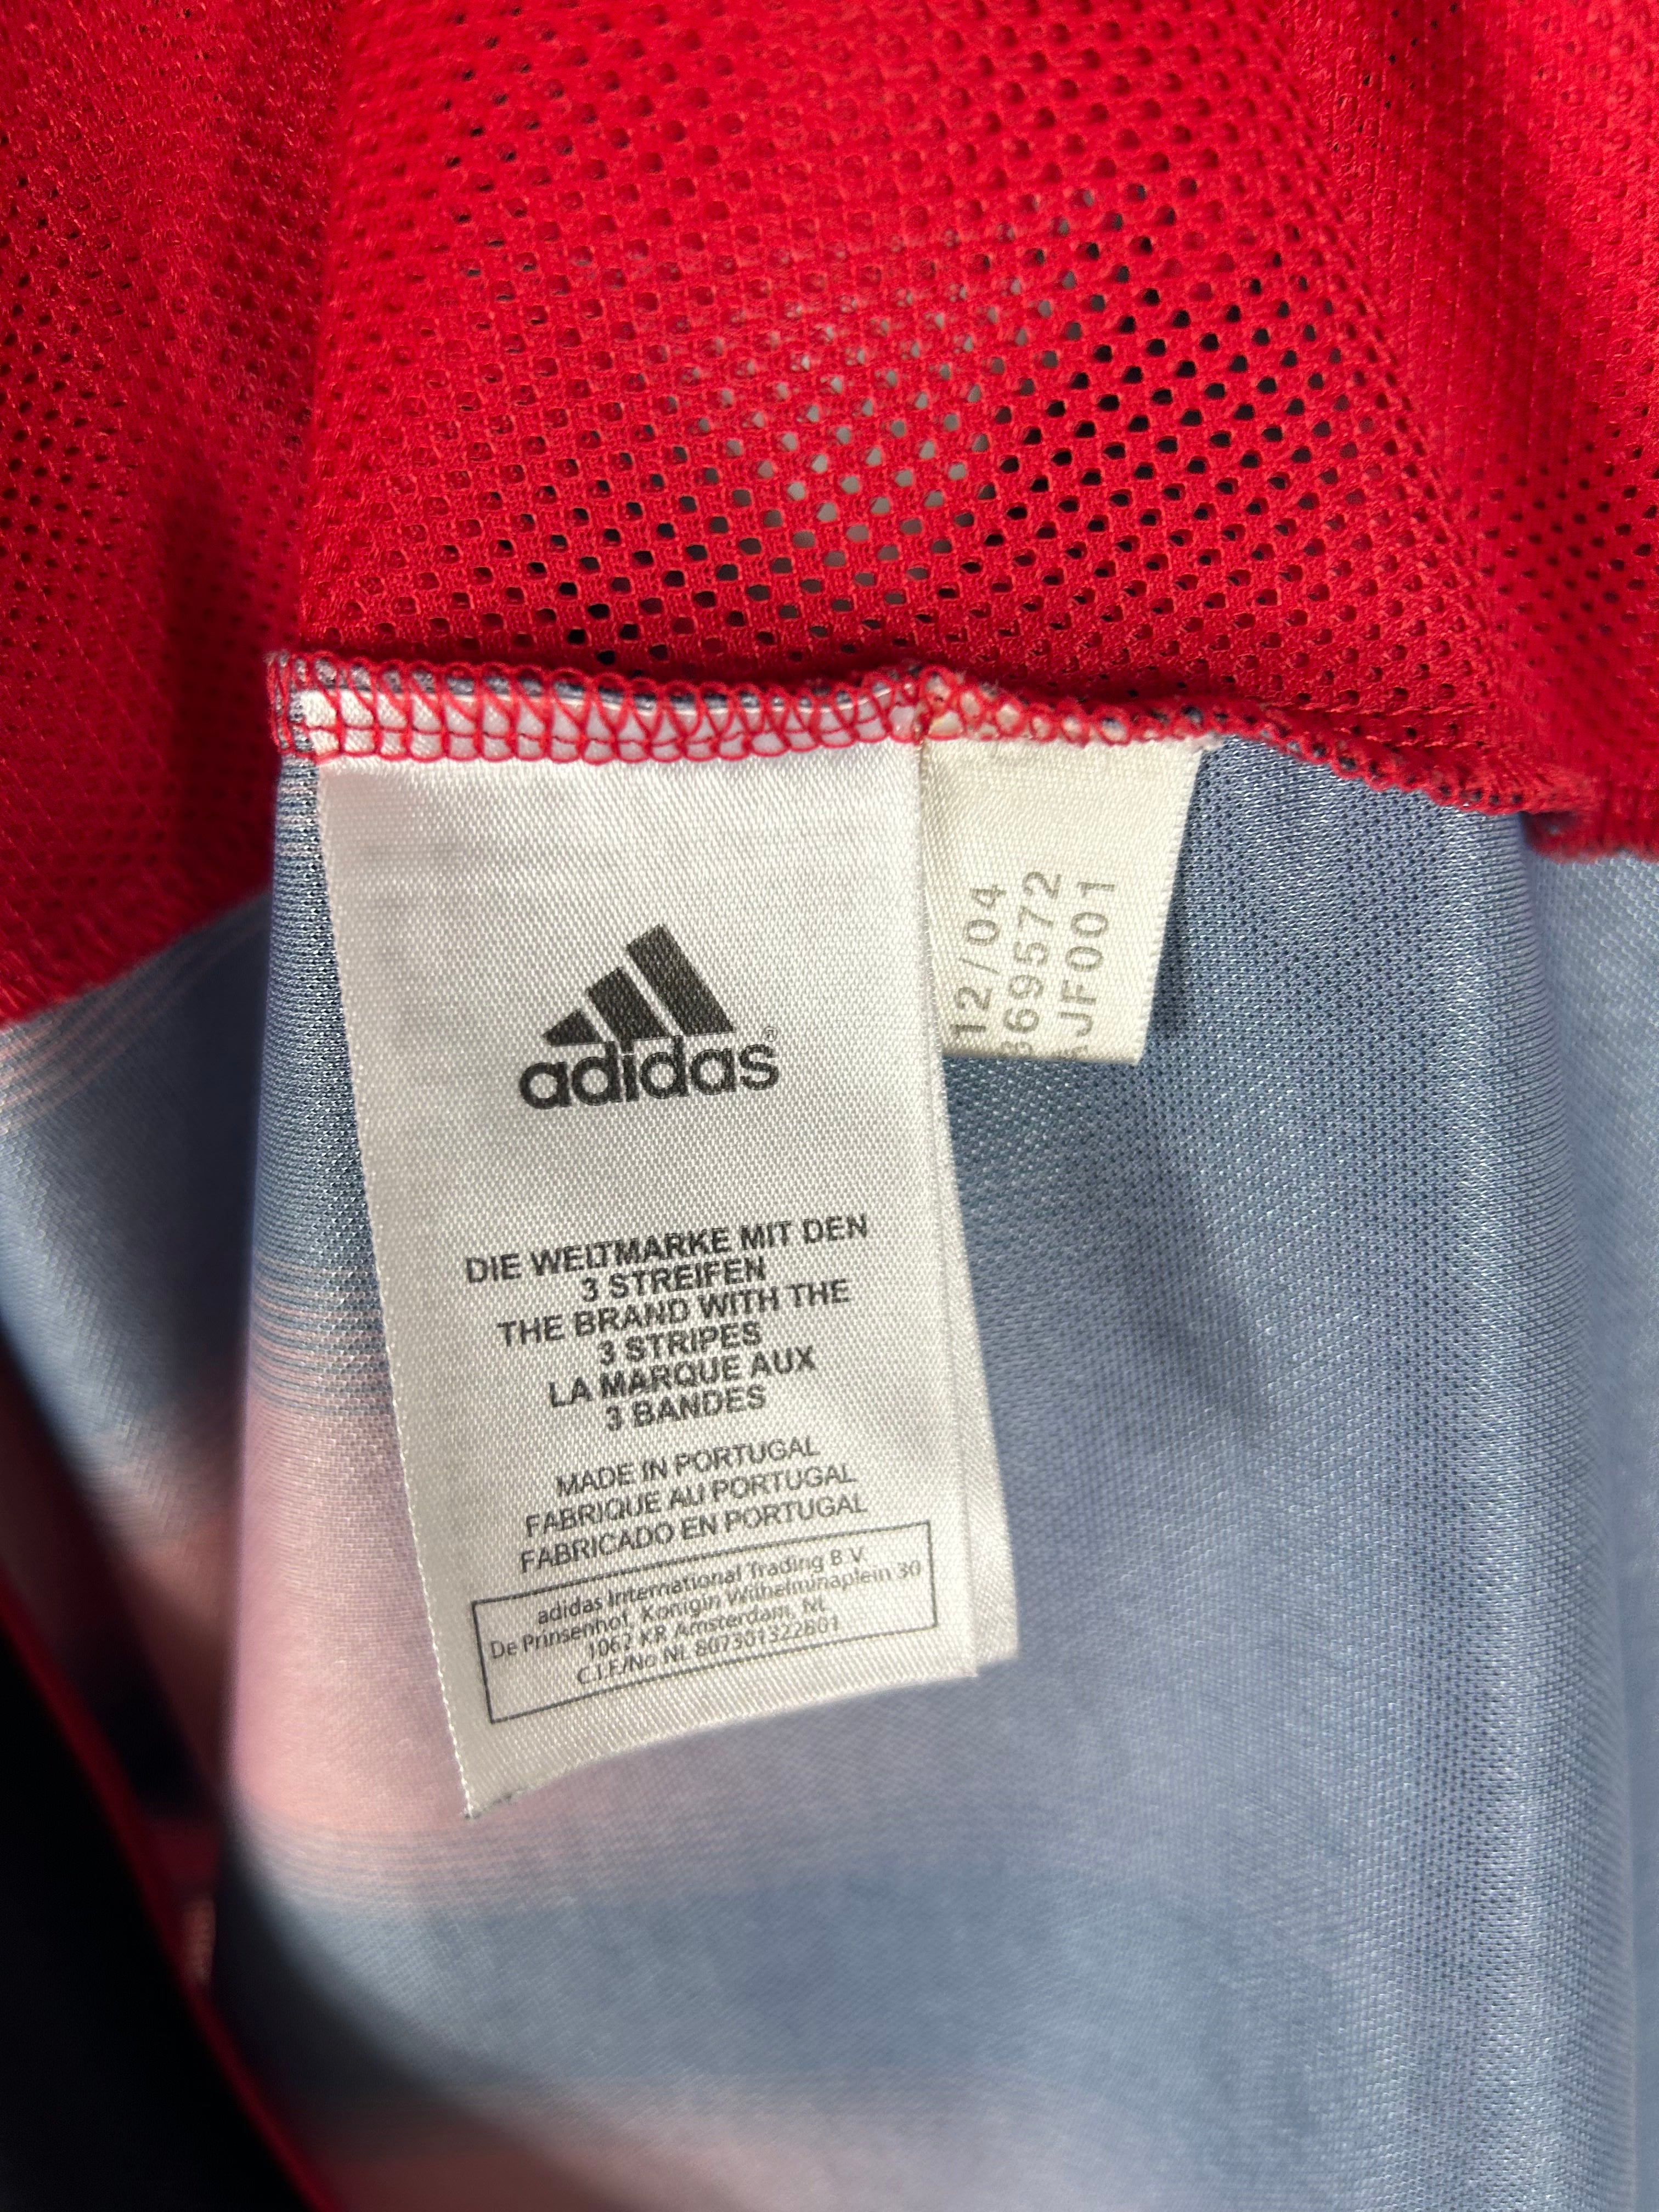 adidas®
DIE WELTMARKE MIT DEN
3 STREIFEN
THE BRAND WITH THE
3 STRIPES
LA MARQUE AUX
3 BANDES
MADE IN PORTUGAL
FABRIQUE AU PORTUGAL
FABRICADO EN PORTUGAL
adidas International Trading B V
De Prinsenhof, Konigin Wilhelminaplein 30
1062 KR Amsterdam, NL
C.I.F./No NL 807301322B01
12/04
369572
AJF001